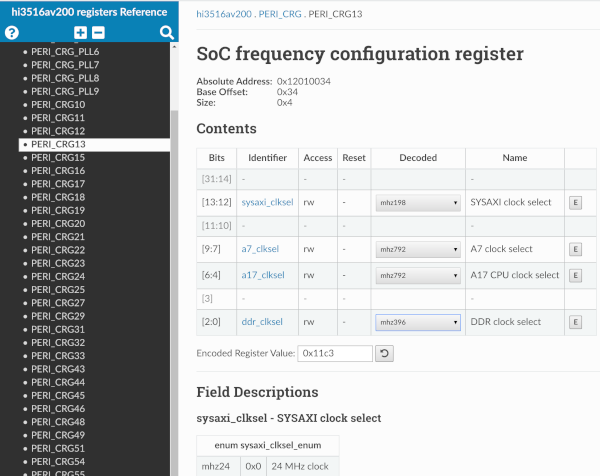 hi3516av200 registers Reference
?
PERI_CRG_PLL6
PERI_CRG_PLL7
PERI_CRG_PLL8
PERI_CRG_PLL9
PERI_CRG10
PERI_CRG11
PERI_CRG12
PERI_CRG13
PERI_CRG15
PERI_CRG16
PERI_CRG17
PERI_CRG18
PERI_CRG19
PERI_CRG20
PERI_CRG21
PERI_CRG22
PERI_CRG23
PERI_CRG24
PERI_CRG25
PERI_CRG27
PERI_CRG29
PERI_CRG31
PERI_CRG32
PERI_CRG33
PERI_CRG43
PERI_CRG44
PERI_CRG45
PERI_CRG46
PERI_CRG48
PERI_CRG49
PERI_CRG51
PERI_CRG54
PERI_CRG55
hi3516av200 . PERI_CRG . PERI_CRG13
SoC frequency configuration register
Absolute Address: 0x12010034
Base Offset: 0x34
Size: 0x4
Contents
Bits Identifier Access Reset Decoded Name
[31:14] - - - -
[13:12] sysaxi_clksel rw - mhz198 SYSAXI clock select E
[11:10] - - - -
[9:7] a7_clksel rw - mhz792 A7 clock select E
[6:4] a17_clksel rw - mhz792 A17 CPU clock select E
[3] - - - -
[2:0] ddr_clksel rw - mhz396 DDR clock select E
Encoded Register Value: 0x11c3
Field Descriptions
sysaxi_clksel - SYSAXI clock select
enum sysaxi_clksel_enum
mhz24 0x0 24 MHz clock